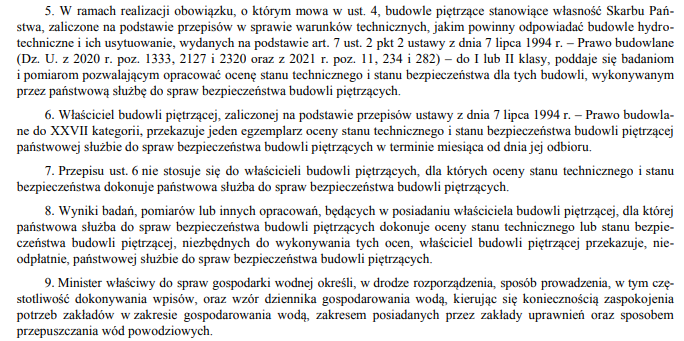 5. W ramach realizacji obowiązku, o którym mowa w ust. 4, budowle piętrzące stanowiące własność Skarbu Pań-
stwa, zaliczone na podstawie przepisów w sprawie warunków technicznych, jakim powinny odpowiadać budowle hydro-
techniczne i ich usytuowanie, wydanych na podstawie art. 7 ust. 2 pkt 2 ustawy z dnia 7 lipca 1994 r. – Prawo budowlane
(Dz. U. z 2020 r. poz. 1333, 2127 i 2320 oraz z 2021 r. poz. 11, 234 i 282) – do I lub II klasy, poddaje się badaniom
i pomiarom pozwalającym opracować ocenę stanu technicznego i stanu bezpieczeństwa dla tych budowli, wykonywanym
przez państwową służbę do spraw bezpieczeństwa budowli piętrzących.
6. Właściciel budowli piętrzącej, zaliczonej na podstawie przepisów ustawy z dnia 7 lipca 1994 r. – Prawo budowla-
ne do XXVII kategorii, przekazuje jeden egzemplarz oceny stanu technicznego i stanu bezpieczeństwa budowli piętrzącej
państwowej służbie do spraw bezpieczeństwa budowli piętrzących w terminie miesiąca od dnia jej odbioru.
7. Przepisu ust. 6 nie stosuje się do właścicieli budowli piętrzących, dla których oceny stanu technicznego i stanu
bezpieczeństwa dokonuje państwowa służba do spraw bezpieczeństwa budowli piętrzących.
8. Wyniki badań, pomiarów lub innych opracowań, będących w posiadaniu właściciela budowli piętrzącej, dla której
państwowa służba do spraw bezpieczeństwa budowli piętrzących dokonuje oceny stanu technicznego lub stanu bezpie-
czeństwa budowli piętrzącej, niezbędnych do wykonywania tych ocen, właściciel budowli piętrzącej przekazuje, nie-
odpłatnie, państwowej służbie do spraw bezpieczeństwa budowli piętrzących.
9. Minister właściwy do spraw gospodarki wodnej określi, w drodze rozporządzenia, sposób prowadzenia, w tym czę-
stotliwość dokonywania wpisów, oraz wzór dziennika gospodarowania wodą, kierując się koniecznością zaspokojenia
potrzeb zakładów w zakresie gospodarowania wodą, zakresem posiadanych przez zakłady uprawnień oraz sposobem
przepuszczania wód powodziowych.